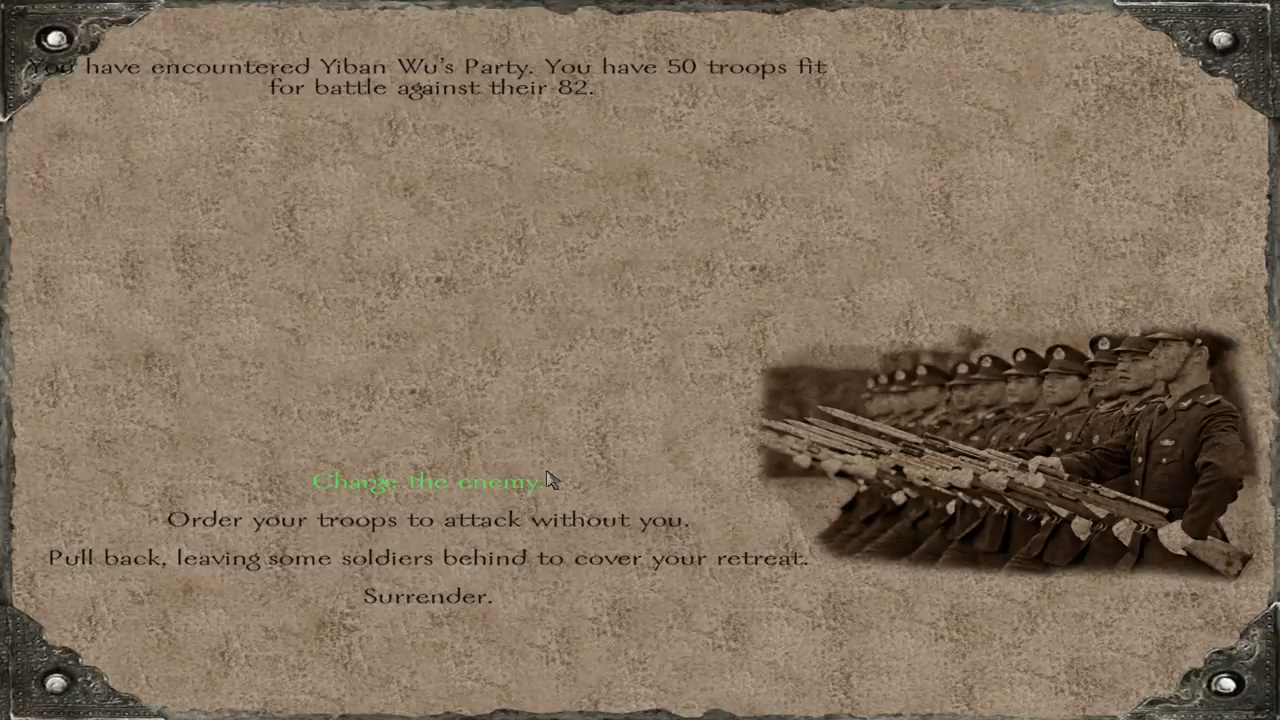 You have encountered Yiban Wu's Party. You have 50 troops fit
for battle against their 82.
Charge the enemy.
Order your troops to attack without you.
Pull back, leaving some soldiers behind to cover your retreat.
Surrender.